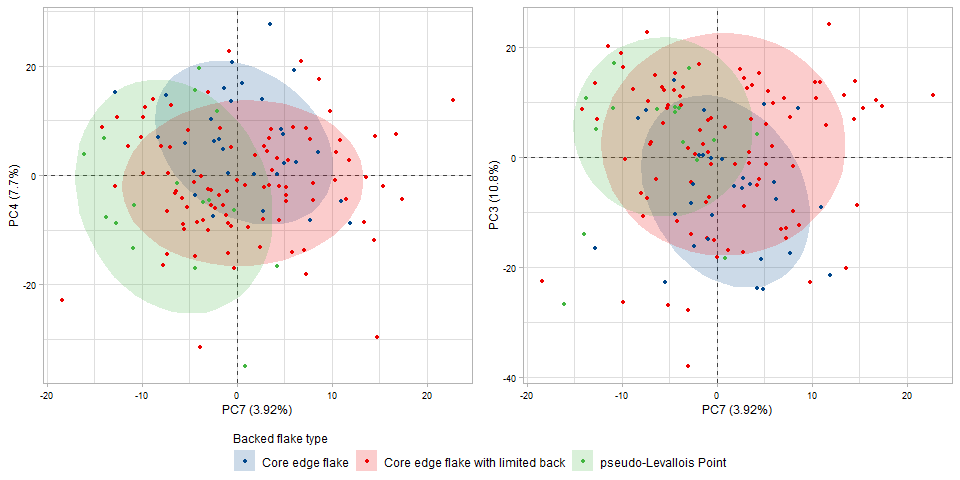 PC4 (7.7%)
20
0
-20
-20
-10
0
10
20
PC7 (3.92%)
PC3 (10.8%)
20
0
-20
-40
-20
-10
0
10
20
PC7 (3.92%)
Backed flake type
Core edge flake
Core edge flake with limited back
pseudo-Levallois Point